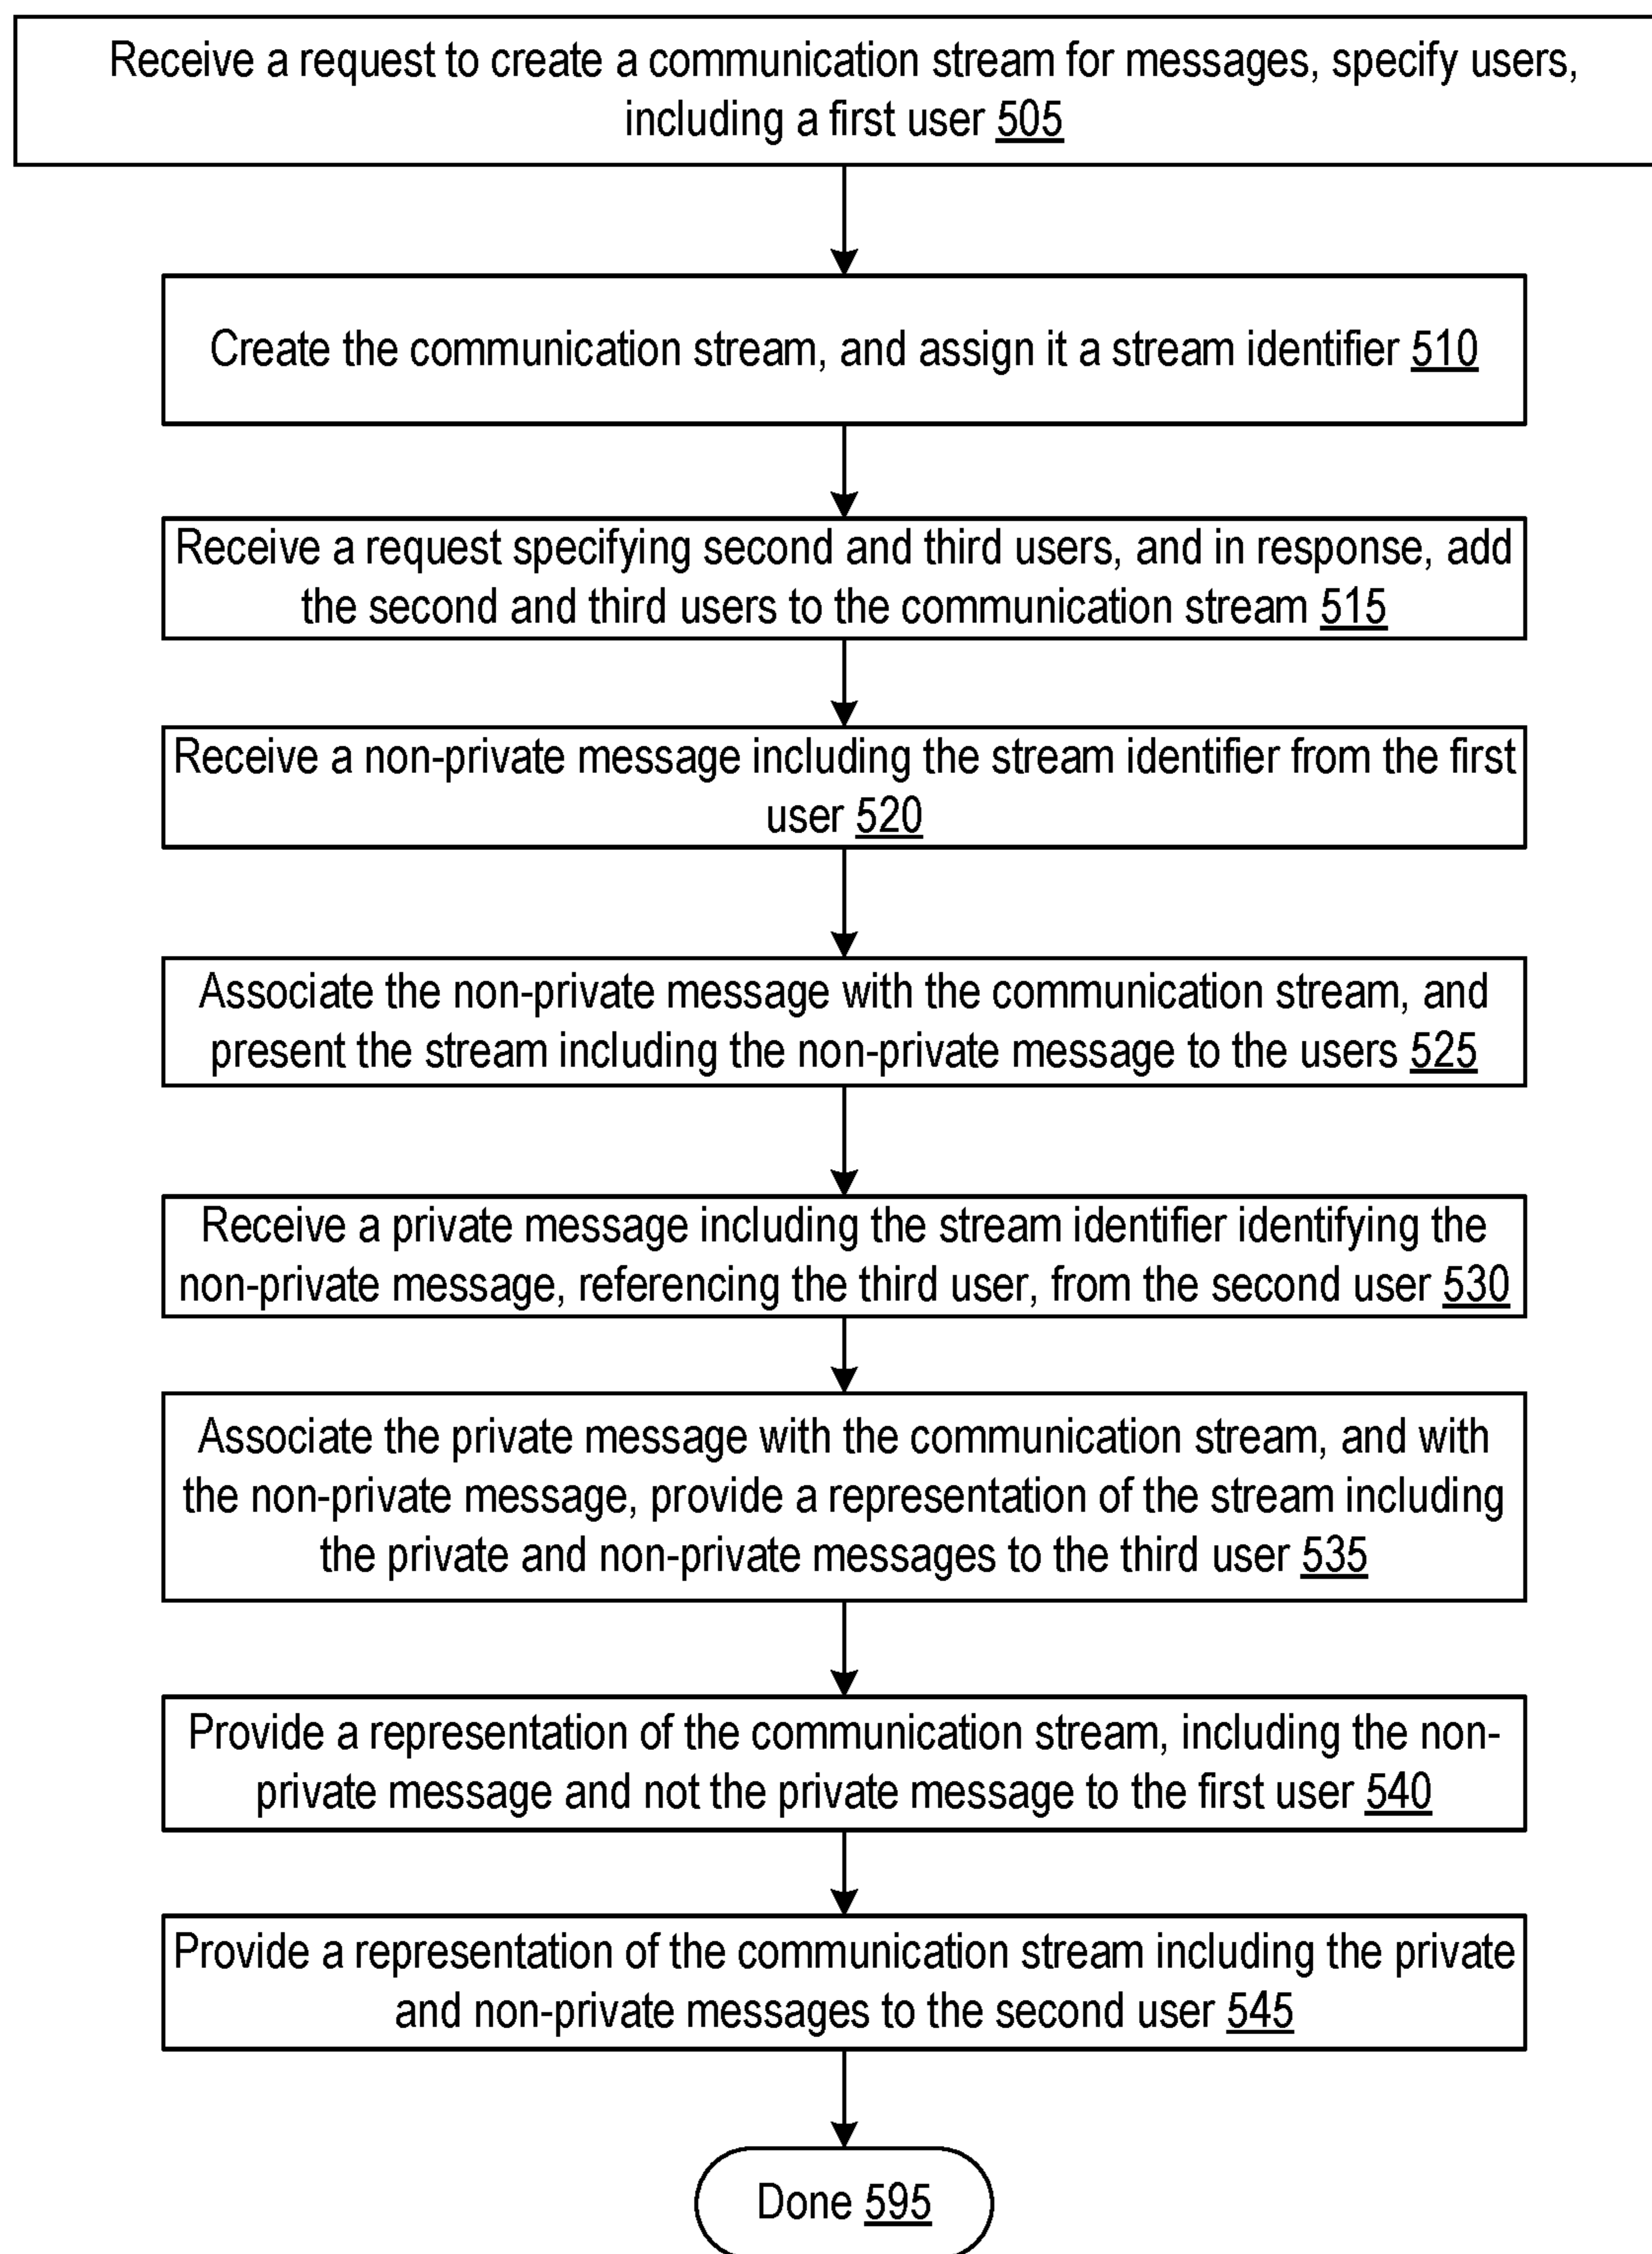 Receive a request to create a communication stream for messages, specify users,
including a first user 505
Create the communication stream, and assign it a stream identifier 510
Receive a request specifying second and third users, and in response, add
the second and third users to the communication stream 515
Receive a non-private message including the stream identifier from the first
user 520
Associate the non-private message with the communication stream, and
present the stream including the non-private message to the users 525
Receive a private message including the stream identifier identifying the
non-private message, referencing the third user, from the second user 530
Associate the private message with the communication stream, and with
the non-private message, provide a representation of the stream including
the private and non-private messages to the third user 535
Provide a representation of the communication stream, including the non-
private message and not the private message to the first user 540
Provide a representation of the communication stream including the private
and non-private messages to the second user 545
Done 595